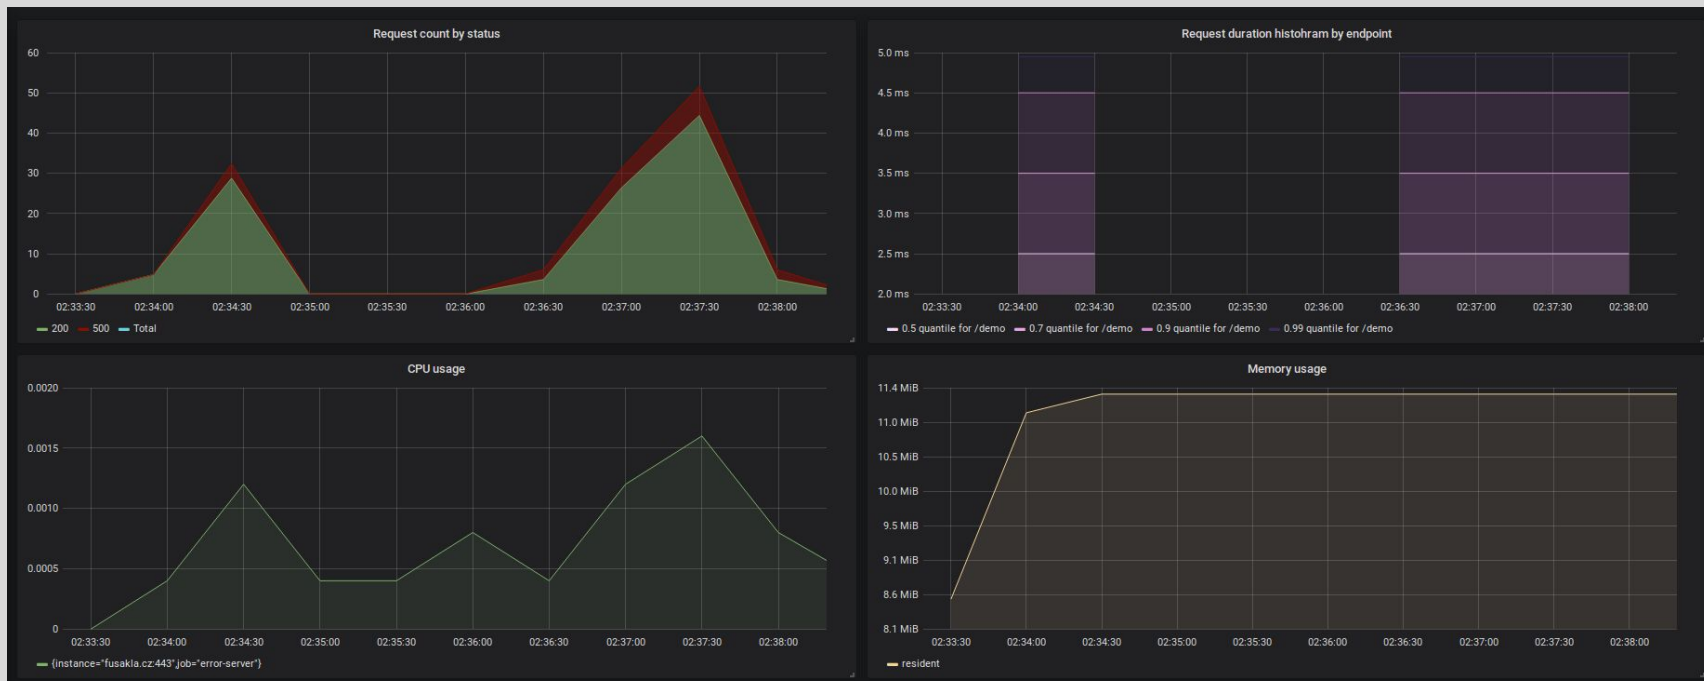 Request count by status
60
50
40
30
20
10
0
02:33:30 02:34:00 02:34:30 02:35:00 02:35:30 02:36:00 02:36:30 02:37:00 02:37:30 02:38:00
200 500 Total
Request duration histohram by endpoint
5.0 ms
4.5 ms
4.0 ms
3.5 ms
3.0 ms
2.5 ms
2.0 ms
02:33:30 02:34:00 02:34:30 02:35:00 02:35:30 02:36:00 02:36:30 02:37:00 02:37:30 02:38:00
0.5 quantile for /demo 0.7 quantile for /demo 0.9 quantile for /demo 0.99 quantile for /demo
CPU usage
0.0020
0.0015
0.0010
0.0005
0
02:33:30 02:34:00 02:34:30 02:35:00 02:35:30 02:36:00 02:36:30 02:37:00 02:37:30 02:38:00
{instance="fusakla.cz:443",job="error-server"}
Memory usage
11.4 MiB
11.0 MiB
10.5 MiB
10.0 MiB
9.5 MiB
9.1 MiB
8.6 MiB
8.1 MiB
02:33:30 02:34:00 02:34:30 02:35:00 02:35:30 02:36:00 02:36:30 02:37:00 02:37:30 02:38:00
resident